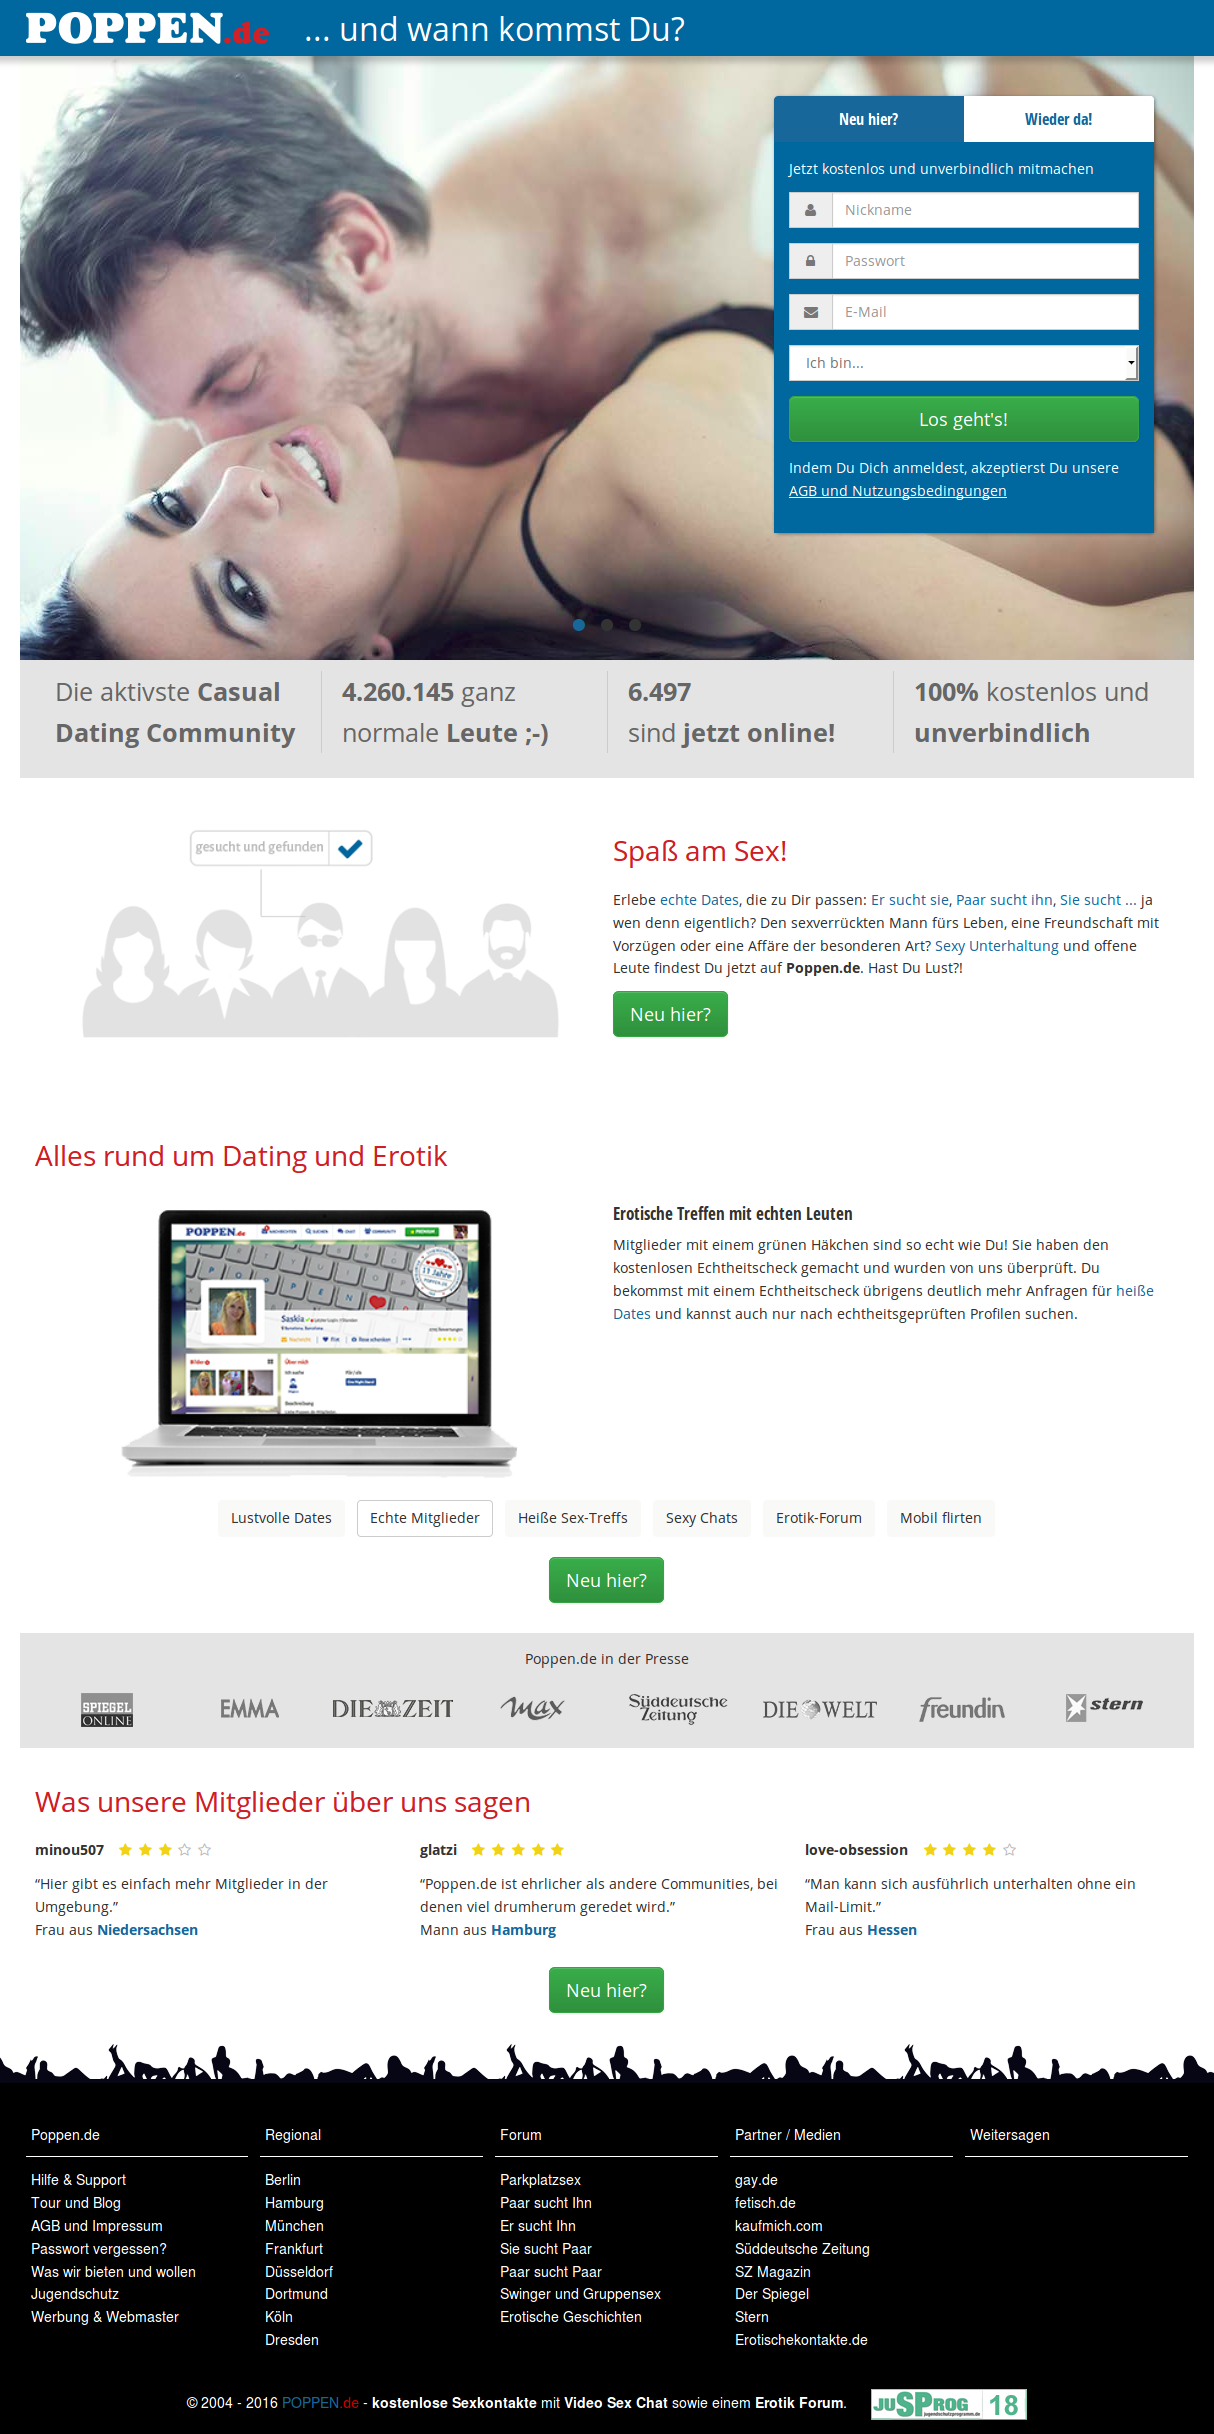 POPPEN.de ... und wann kommst Du?
Neu hier? Wieder da!
Jetzt kostenlos und unverbindlich mitmachen
Nickname
Passwort
E-Mail
Ich bin...
Los geht's!
Indem Du Dich anmeldest, akzeptierst Du unsere
AGB und Nutzungsbedingungen
Die aktivste Casual
Dating Community
4.260.145 ganz
normale Leute ;-)
6.497
sind jetzt online!
100% kostenlos und
unverbindlich
gesucht und gefunden
Spaß am Sex!
Erlebe echte Dates, die zu Dir passen: Er sucht sie, Paar sucht ihn, Sie sucht ... ja
wen denn eigentlich? Den sexverrückten Mann fürs Leben, eine Freundschaft mit
Vorzügen oder eine Affäre der besonderen Art? Sexy Unterhaltung und offene
Leute findest Du jetzt auf Poppen.de. Hast Du Lust?!
Neu hier?
Alles rund um Dating und Erotik
POPPEN.de
Saskia
Erotische Treffen mit echten Leuten
Mitglieder mit einem grünen Häkchen sind so echt wie Du! Sie haben den
kostenlosen Echtheitscheck gemacht und wurden von uns überprüft. Du
bekommst mit einem Echtheitscheck übrigens deutlich mehr Anfragen für heiße
Dates und kannst auch nur nach echtheitsgeprüften Profilen suchen.
Lustvolle Dates Echte Mitglieder Heiße Sex-Treffs Sexy Chats Erotik-Forum Mobil flirten
Neu hier?
Poppen.de in der Presse
SPIEGEL
ONLINE
EMMA
DIE ZEIT
max
Süddeutsche
Zeitung
DIE WELT
freundin
stern
Was unsere Mitglieder über uns sagen
minou507
“Hier gibt es einfach mehr Mitglieder in der
Umgebung.”
Frau aus Niedersachsen
glatzi
“Poppen.de ist ehrlicher als andere Communities, bei
denen viel drumherum geredet wird.”
Mann aus Hamburg
love-obsession
“Man kann sich ausführlich unterhalten ohne ein
Mail-Limit.”
Frau aus Hessen
Neu hier?
Poppen.de
Hilfe & Support
Tour und Blog
AGB und Impressum
Passwort vergessen?
Was wir bieten und wollen
Jugendschutz
Werbung & Webmaster
Regional
Berlin
Hamburg
München
Frankfurt
Düsseldorf
Dortmund
Köln
Dresden
Forum
Parkplatzsex
Paar sucht Ihn
Er sucht Ihn
Sie sucht Paar
Paar sucht Paar
Swinger und Gruppensex
Erotische Geschichten
Partner / Medien
gay.de
fetisch.de
kaufmich.com
Süddeutsche Zeitung
SZ Magazin
Der Spiegel
Stern
Erotischekontakte.de
Weitersagen
© 2004 - 2016 POPPEN.de - kostenlose Sexkontakte mit Video Sex Chat sowie einem Erotik Forum.
JUSPROG 18
jugendschutzprogramm.de